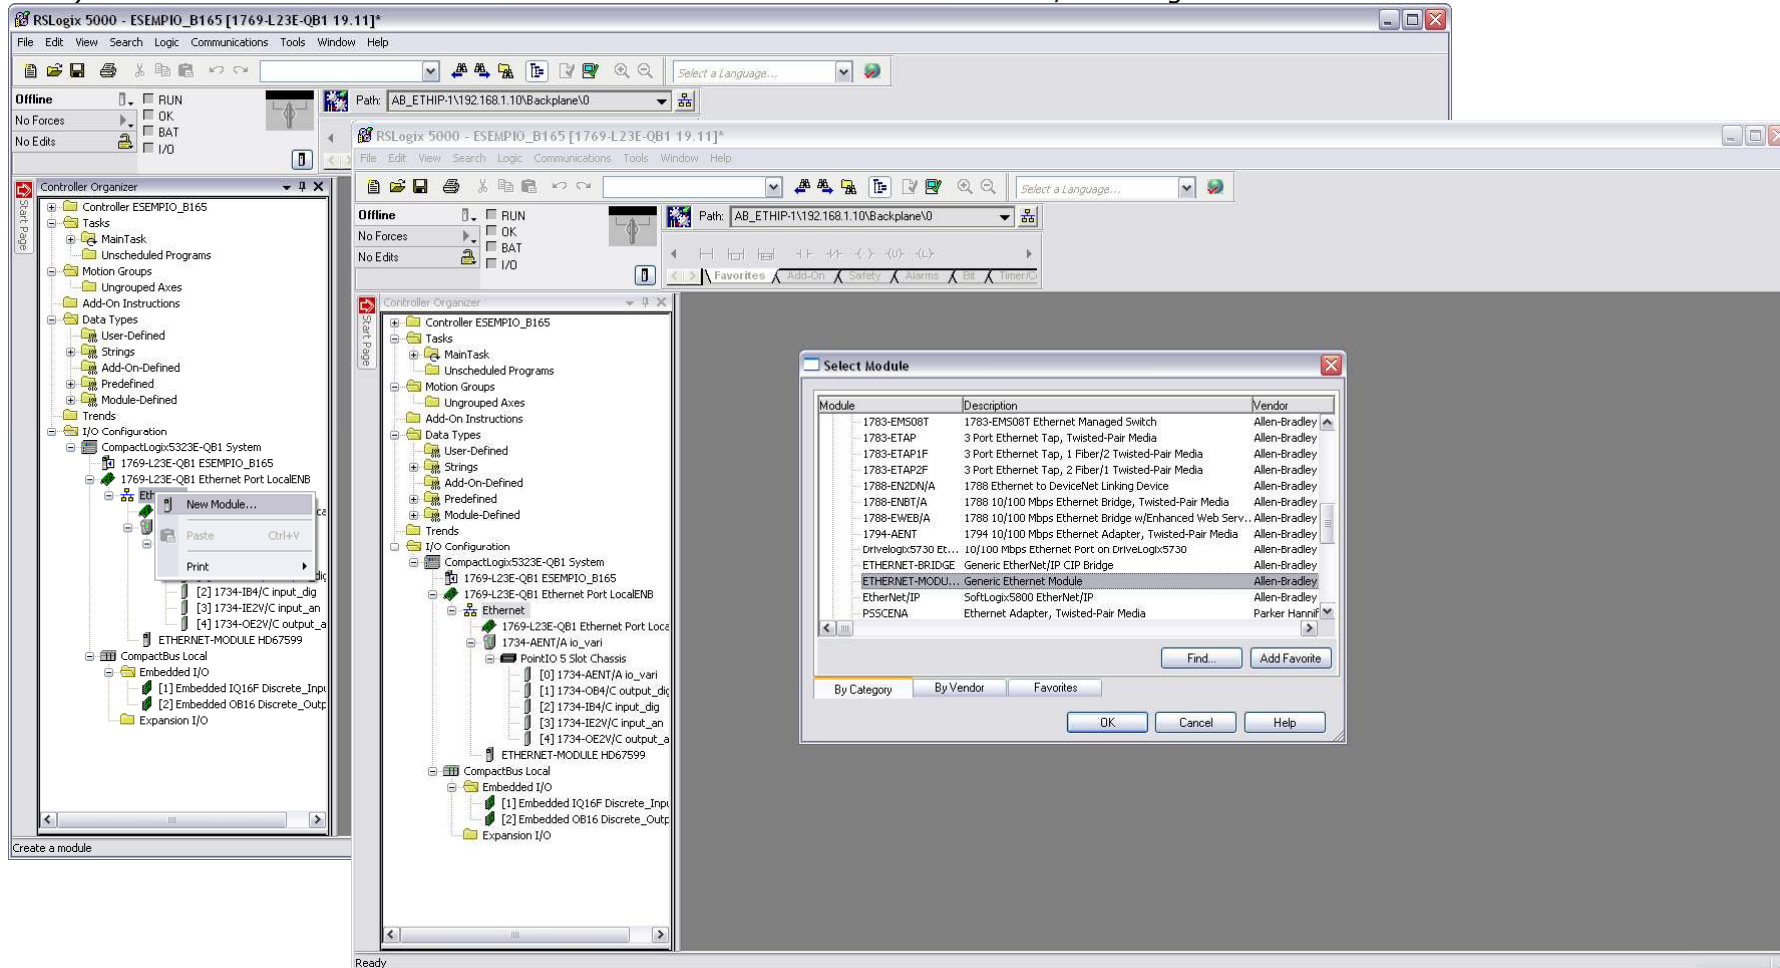 RSLogix 5000 - ESEMPIO_B165 [1769-L23E-QB1 19.11]*
File Edit View Search Logic Communications Tools Window Help
Select a Language...
Offline
RUN
No Forces
OK
No Edits
BAT
I/O
Path: AB_ETHIP-1\192.168.1.10\Backplane\0
Start Page
Controller Organizer
Controller ESEMPIO_B165
Tasks
MainTask
Unscheduled Programs
Motion Groups
Ungrouped Axes
Add-On Instructions
Data Types
User-Defined
Strings
Add-On-Defined
Predefined
Module-Defined
Trends
I/O Configuration
CompactLogix5323E-QB1 System
1769-L23E-QB1 ESEMPIO_B165
1769-L23E-QB1 Ethernet Port LocalENB
Eth
New Module...
Paste Ctrl+V
Print
[2] 1734-IB4/C input_dig
[3] 1734-IE2V/C input_an
[4] 1734-OE2V/C output_a
ETHERNET-MODULE HD67599
CompactBus Local
Embedded I/O
[1] Embedded IQ16F Discrete_Inpu
[2] Embedded OB16 Discrete_Outp
Expansion I/O
Create a module
RSLogix 5000 - ESEMPIO_B165 [1769-L23E-QB1 19.11]*
File Edit View Search Logic Communications Tools Window Help
Select a Language...
Offline
RUN
No Forces
OK
No Edits
BAT
I/O
Path: AB_ETHIP-1\192.168.1.10\Backplane\0
Favorites Add-On Safety Alarms Bit Timer/C
Start Page
Controller Organizer
Controller ESEMPIO_B165
Tasks
MainTask
Unscheduled Programs
Motion Groups
Ungrouped Axes
Add-On Instructions
Data Types
User-Defined
Strings
Add-On-Defined
Predefined
Module-Defined
Trends
I/O Configuration
CompactLogix5323E-QB1 System
1769-L23E-QB1 ESEMPIO_B165
1769-L23E-QB1 Ethernet Port LocalENB
Ethernet
1769-L23E-QB1 Ethernet Port Loca
1734-AENT/A io_vari
PointIO 5 Slot Chassis
[0] 1734-AENT/A io_vari
[1] 1734-OB4/C output_dig
[2] 1734-IB4/C input_dig
[3] 1734-IE2V/C input_an
[4] 1734-OE2V/C output_a
ETHERNET-MODULE HD67599
CompactBus Local
Embedded I/O
[1] Embedded IQ16F Discrete_Inpu
[2] Embedded OB16 Discrete_Outp
Expansion I/O
Ready
Select Module
Module Description Vendor
1783-EMS08T 1783-EMS08T Ethernet Managed Switch Allen-Bradley
1783-ETAP 3 Port Ethernet Tap, Twisted-Pair Media Allen-Bradley
1783-ETAP1F 3 Port Ethernet Tap, 1 Fiber/2 Twisted-Pair Media Allen-Bradley
1783-ETAP2F 3 Port Ethernet Tap, 2 Fiber/1 Twisted-Pair Media Allen-Bradley
1788-EN2DN/A 1788 Ethernet to DeviceNet Linking Device Allen-Bradley
1788-ENBT/A 1788 10/100 Mbps Ethernet Bridge, Twisted-Pair Media Allen-Bradley
1788-EWEB/A 1788 10/100 Mbps Ethernet Bridge w/Enhanced Web Serv... Allen-Bradley
1794-AENT 1794 10/100 Mbps Ethernet Adapter, Twisted-Pair Media Allen-Bradley
DriveLogix5730 Et... 10/100 Mbps Ethernet Port on DriveLogix5730 Allen-Bradley
ETHERNET-BRIDGE Generic EtherNet/IP CIP Bridge Allen-Bradley
ETHERNET-MODU... Generic Ethernet Module Allen-Bradley
EtherNet/IP SoftLogix5800 EtherNet/IP Allen-Bradley
PSSCENA Ethernet Adapter, Twisted-Pair Media Parker Hannif
Find... Add Favorite
By Category By Vendor Favorites
OK Cancel Help